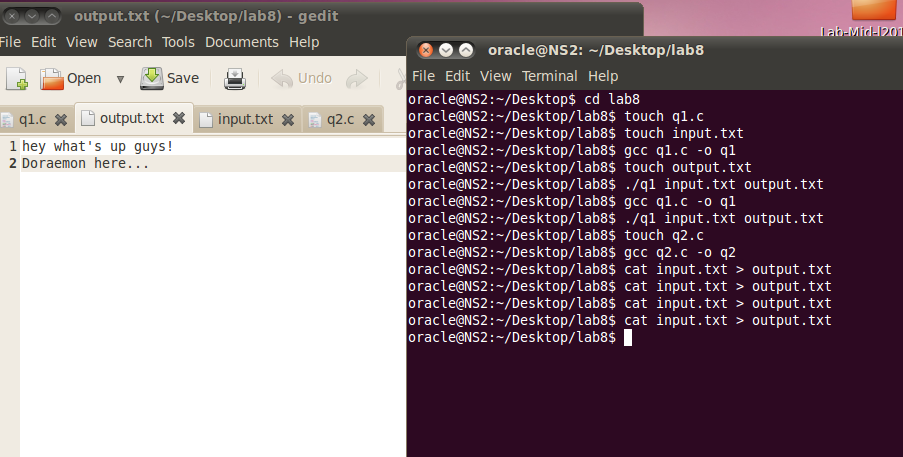 output.txt (~/Desktop/lab8) - gedit
File Edit View Search Tools Documents Help
Open Save Undo
q1.c output.txt input.txt q2.c
1 hey what's up guys!
2 Doraemon here...
Lab-Mid-I201
oracle@NS2: ~/Desktop/lab8
File Edit View Terminal Help
oracle@NS2:~/Desktop$ cd lab8
oracle@NS2:~/Desktop/lab8$ touch q1.c
oracle@NS2:~/Desktop/lab8$ touch input.txt
oracle@NS2:~/Desktop/lab8$ gcc q1.c -o q1
oracle@NS2:~/Desktop/lab8$ touch output.txt
oracle@NS2:~/Desktop/lab8$ ./q1 input.txt output.txt
oracle@NS2:~/Desktop/lab8$ gcc q1.c -o q1
oracle@NS2:~/Desktop/lab8$ ./q1 input.txt output.txt
oracle@NS2:~/Desktop/lab8$ touch q2.c
oracle@NS2:~/Desktop/lab8$ gcc q2.c -o q2
oracle@NS2:~/Desktop/lab8$ cat input.txt > output.txt
oracle@NS2:~/Desktop/lab8$ cat input.txt > output.txt
oracle@NS2:~/Desktop/lab8$ cat input.txt > output.txt
oracle@NS2:~/Desktop/lab8$ cat input.txt > output.txt
oracle@NS2:~/Desktop/lab8$